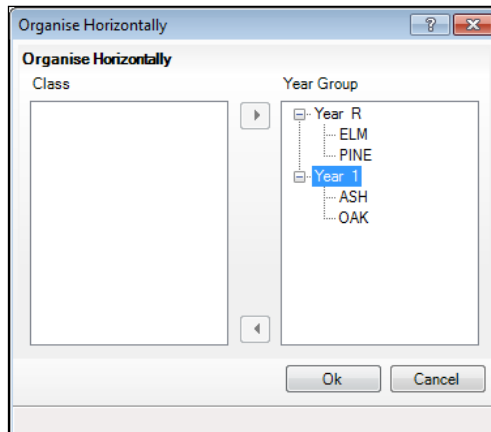 Organise Horizontally
Organise Horizontally
Class
Year Group
Year R
ELM
PINE
Year 1
ASH
OAK
Ok
Cancel